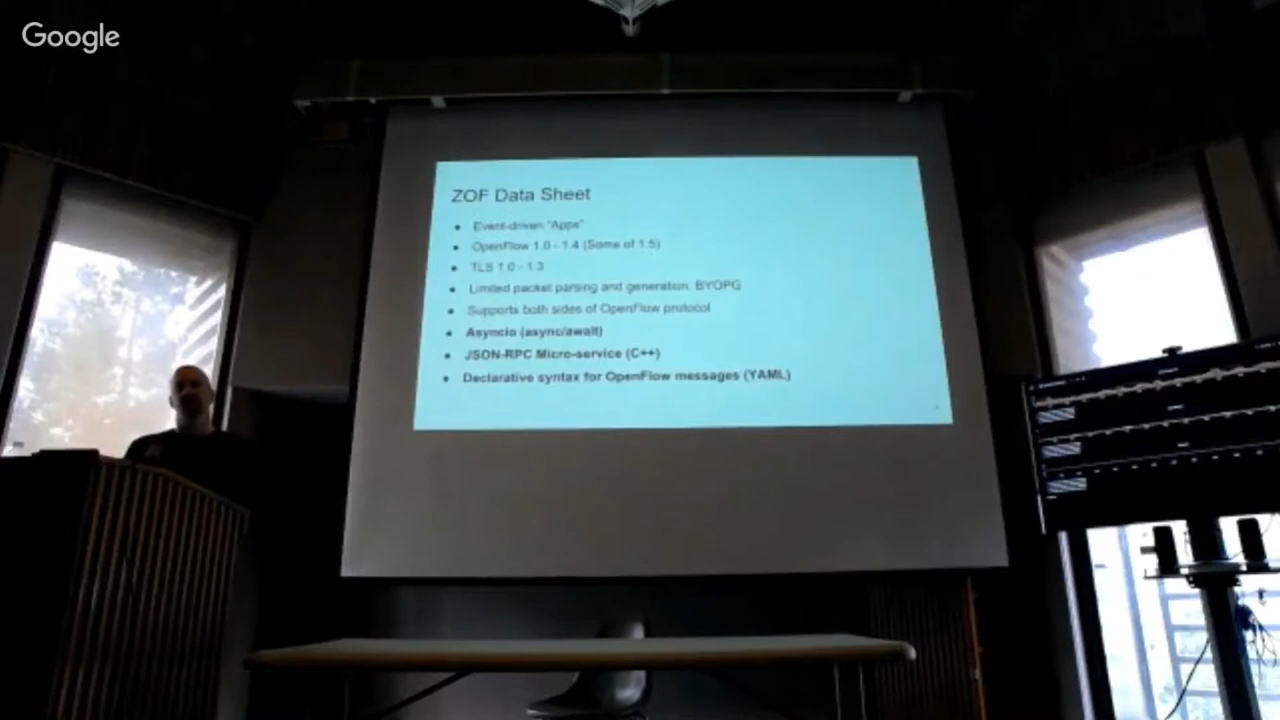 Google
ZOF Data Sheet
Event-driven "Apps"
OpenFlow 1.0 - 1.4 (Some of 1.5)
TLS 1.0 - 1.3
Limited packet parsing and generation. BYOPG
Supports both sides of OpenFlow protocol
Asyncio (async/await)
JSON-RPC Micro-service (C++)
Declarative syntax for OpenFlow messages (YAML)